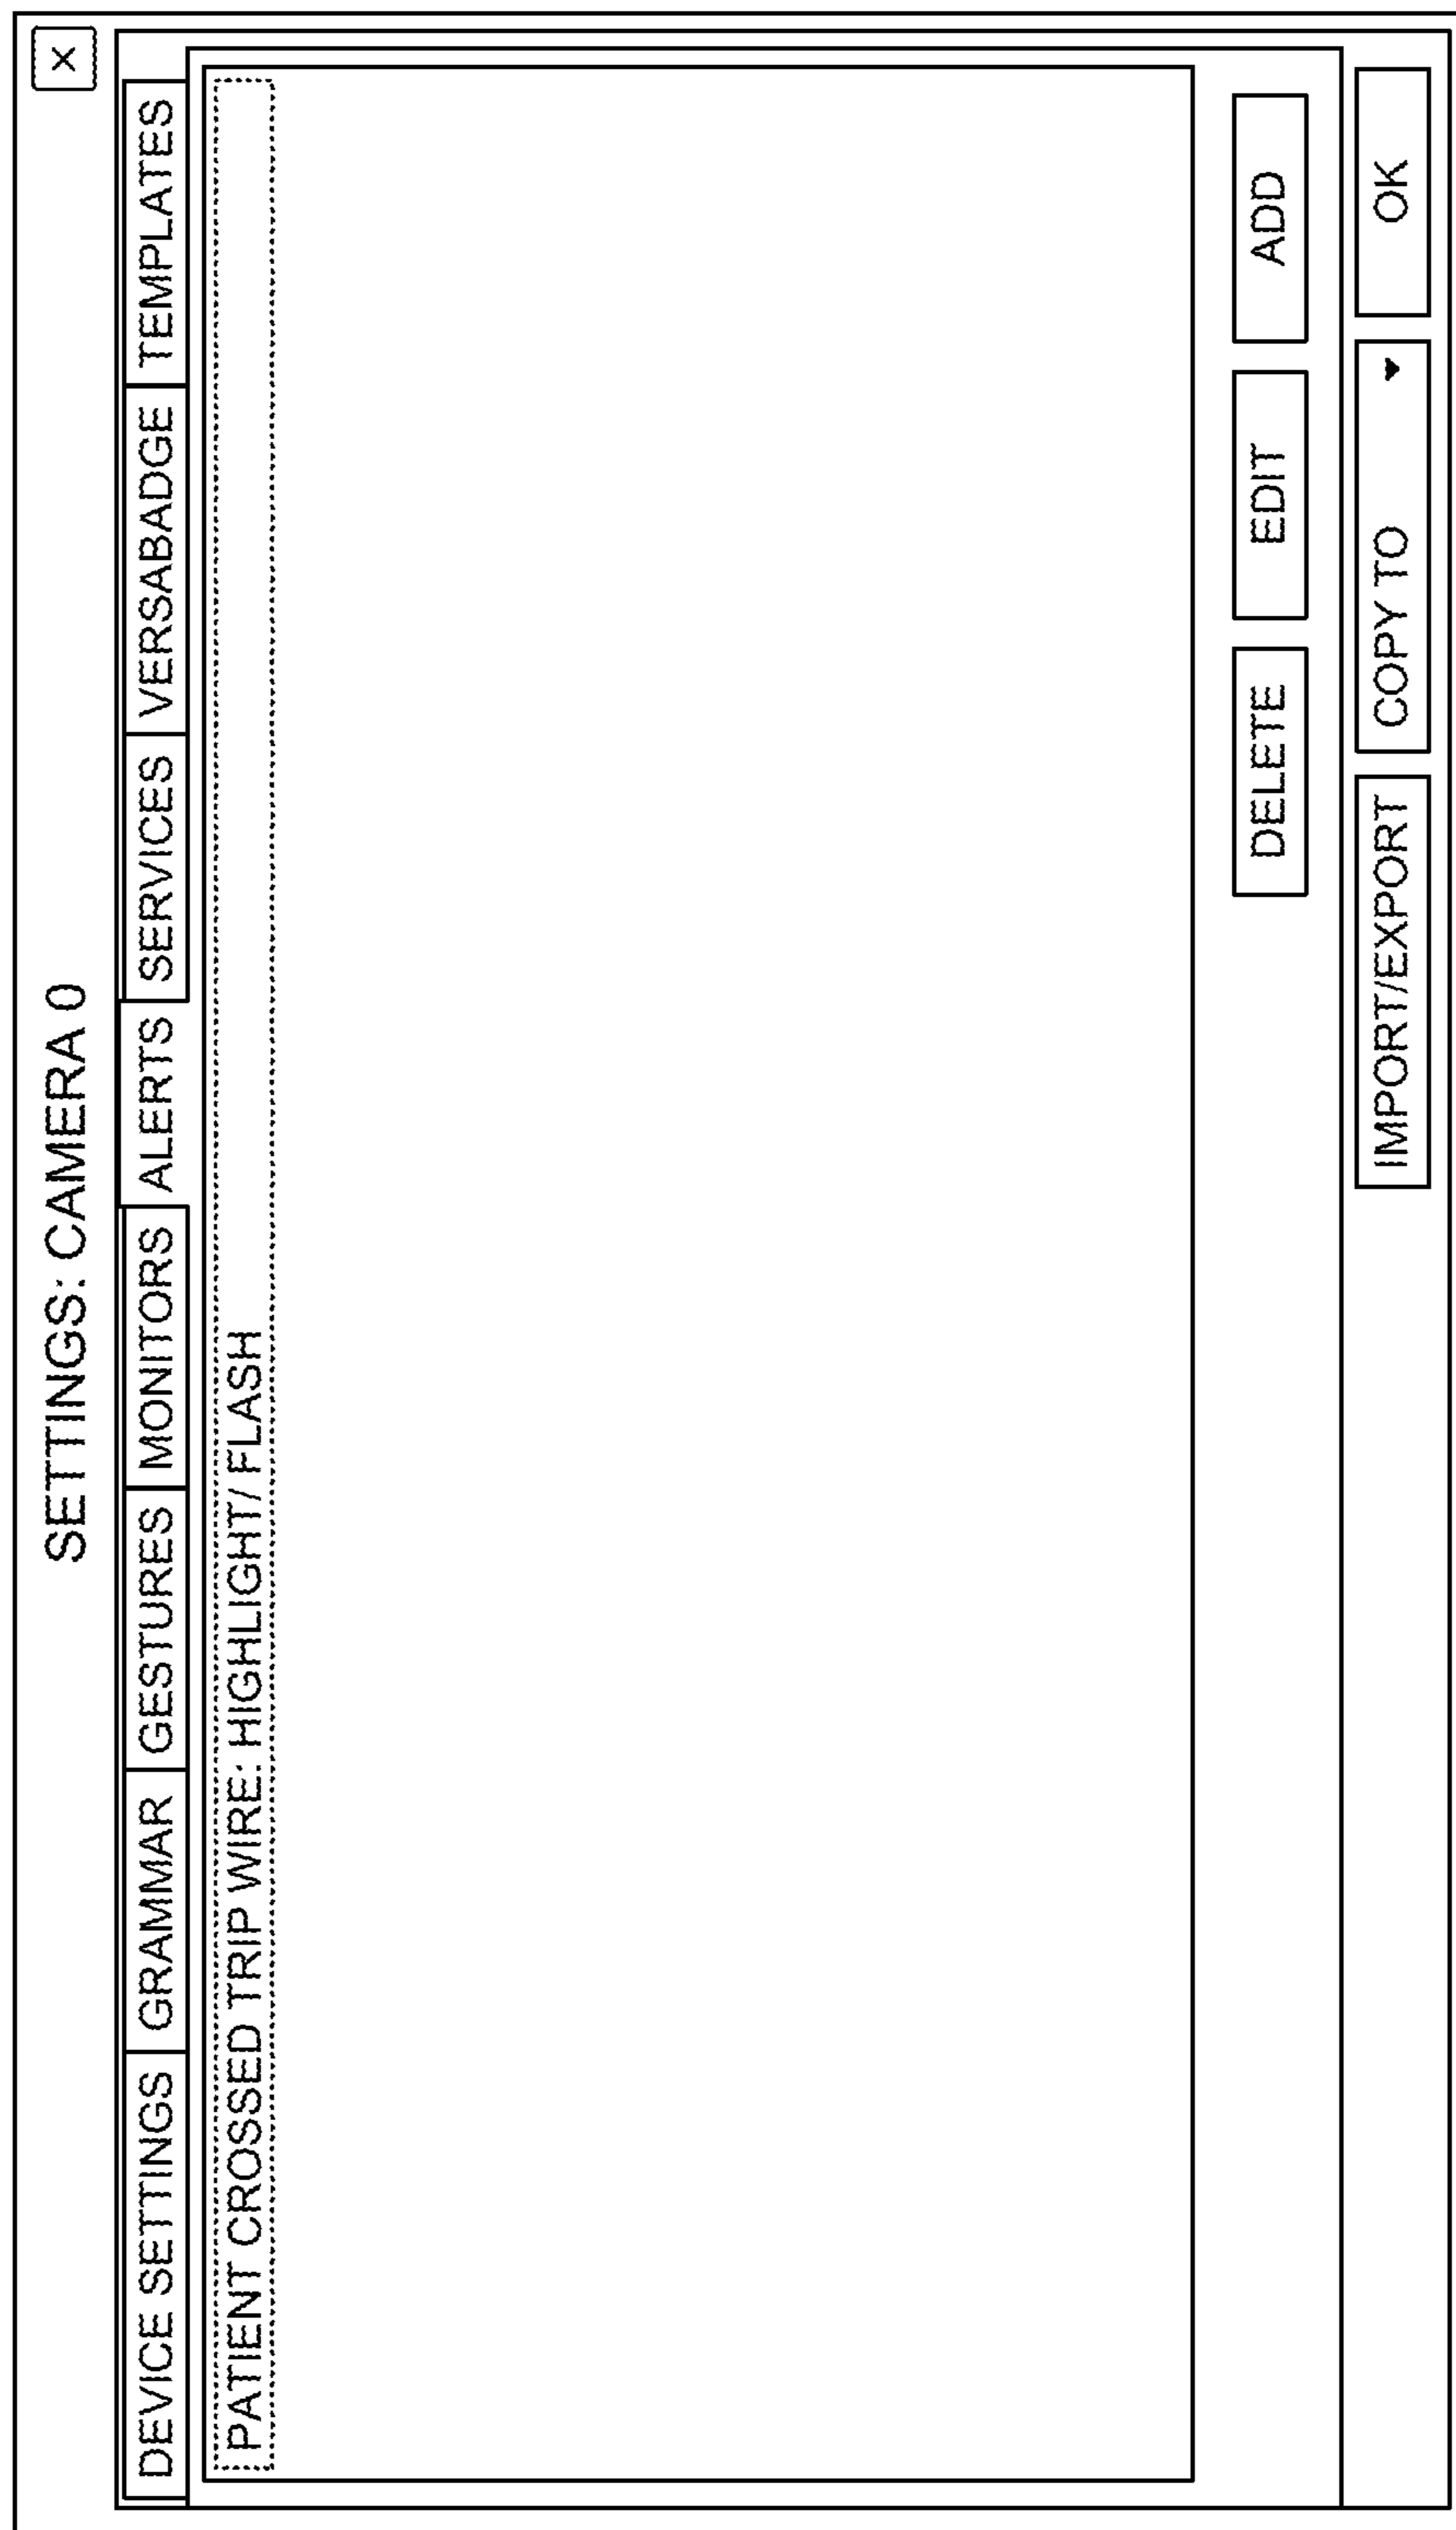 SETTINGS: CAMERA 0
X
DEVICE SETTINGS GRAMMAR GESTURES MONITORS ALERTS SERVICES VERSABADGE TEMPLATES
PATIENT CROSSED TRIP WIRE: HIGHLIGHT/ FLASH
DELETE EDIT ADD
IMPORT/EXPORT COPY TO OK